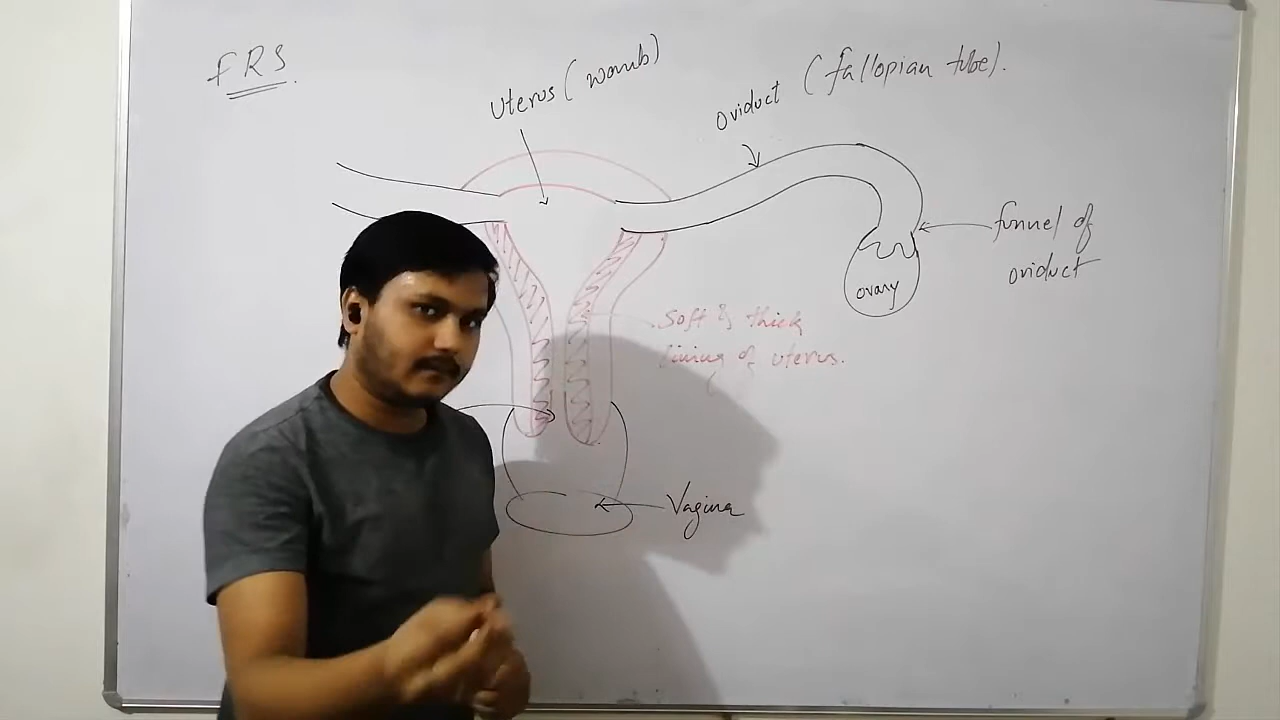 FRS.
uterus (womb)
oviduct (fallopian tube).
funnel of
oviduct
ovary
soft & thick
lining of uterus.
Vagina